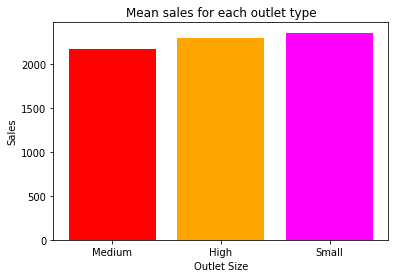 Mean sales for each outlet type
Sales
2000
1500
1000
500
0
Medium
High
Small
Outlet Size